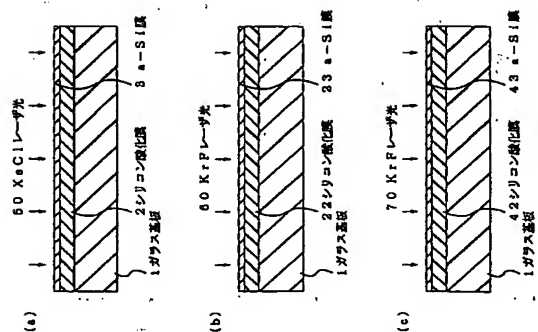 (a)
50 XeClレーザ光
3 a-Si膜
2シリコン酸化膜
1ガラス基板
(b)
60 KrFレーザ光
23 a-Si膜
22シリコン酸化膜
1ガラス基板
(c)
70 KrFレーザ光
43 a-Si膜
42シリコン酸化膜
1ガラス基板